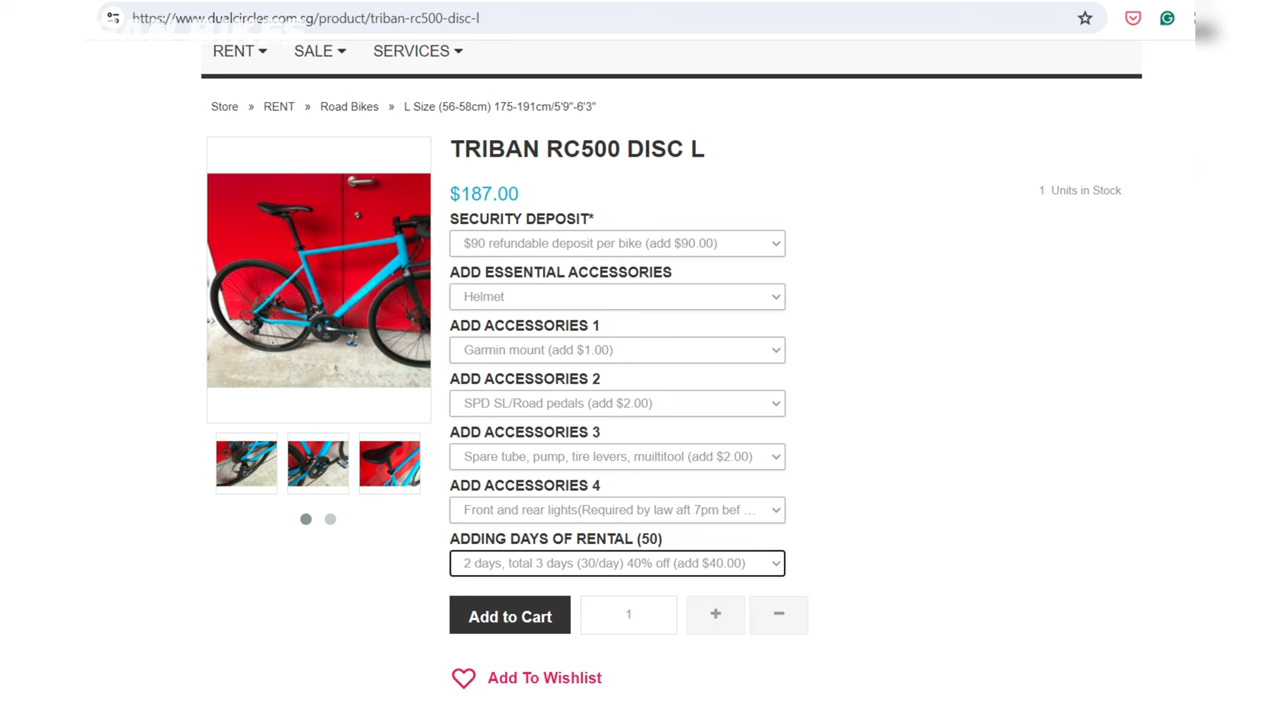 https://www.dualcircles.com.sg/product/triban-rc500-disc-l
RENT SALE SERVICES
Store » RENT » Road Bikes » L Size (56-58cm) 175-191cm/5'9"-6'3"
TRIBAN RC500 DISC L
$187.00
1 Units in Stock
SECURITY DEPOSIT*
$90 refundable deposit per bike (add $90.00)
ADD ESSENTIAL ACCESSORIES
Helmet
ADD ACCESSORIES 1
Garmin mount (add $1.00)
ADD ACCESSORIES 2
SPD SL/Road pedals (add $2.00)
ADD ACCESSORIES 3
Spare tube, pump, tire levers, muiltitool (add $2.00)
ADD ACCESSORIES 4
Front and rear lights(Required by law aft 7pm bef ...
ADDING DAYS OF RENTAL (50)
2 days, total 3 days (30/day) 40% off (add $40.00)
Add to Cart 1 + −
Add To Wishlist